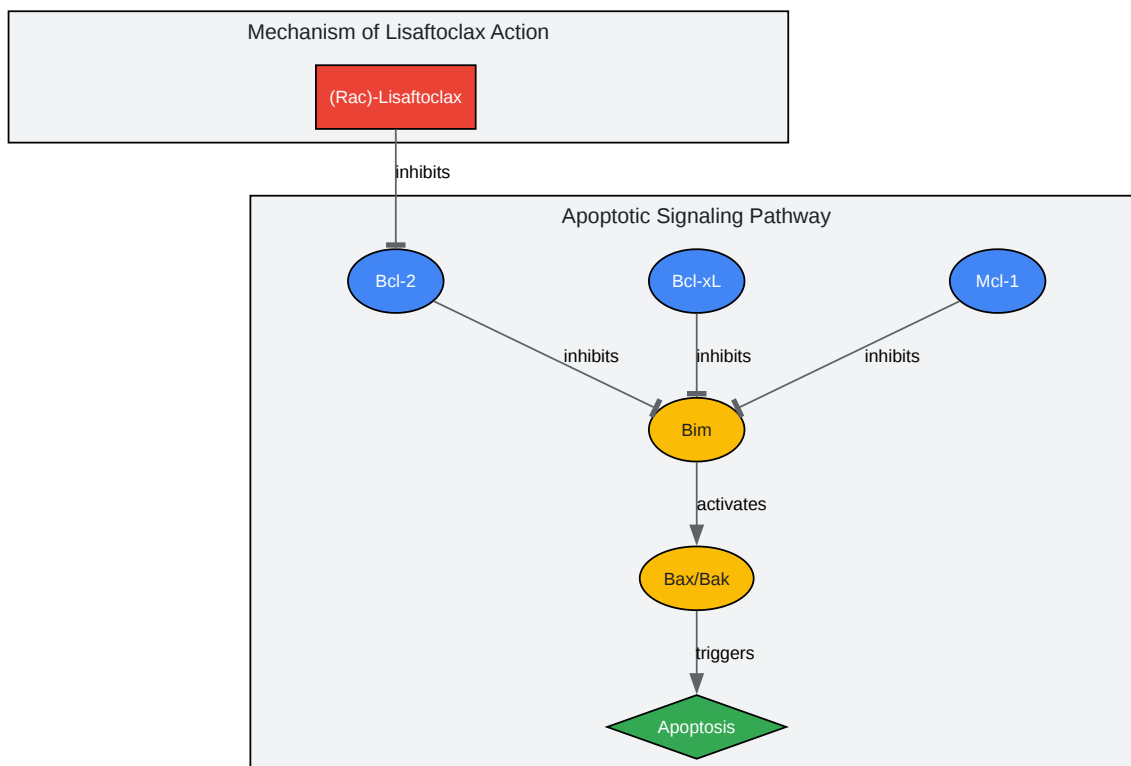 Mechanism of Lisaftoclax Action
(Rac)-Lisaftoclax
inhibits
Apoptotic Signaling Pathway
Bcl-2
Bcl-xL
Mcl-1
inhibits
inhibits
inhibits
Bim
activates
Bax/Bak
triggers
Apoptosis